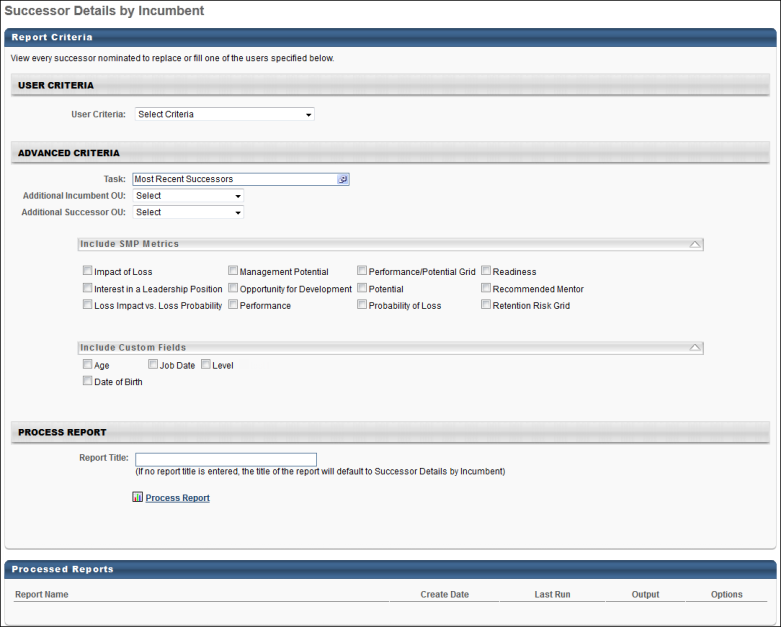 Successor Details by Incumbent
Report Criteria
View every successor nominated to replace or fill one of the users specified below.
USER CRITERIA
User Criteria: Select Criteria
ADVANCED CRITERIA
Task: Most Recent Successors
Additional Incumbent OU: Select
Additional Successor OU: Select
Include SMP Metrics
Impact of Loss Management Potential Performance/Potential Grid Readiness
Interest in a Leadership Position Opportunity for Development Potential Recommended Mentor
Loss Impact vs. Loss Probability Performance Probability of Loss Retention Risk Grid
Include Custom Fields
Age Job Date Level
Date of Birth
PROCESS REPORT
Report Title:
(If no report title is entered, the title of the report will default to Successor Details by Incumbent)
Process Report
Processed Reports
Report Name Create Date Last Run Output Options